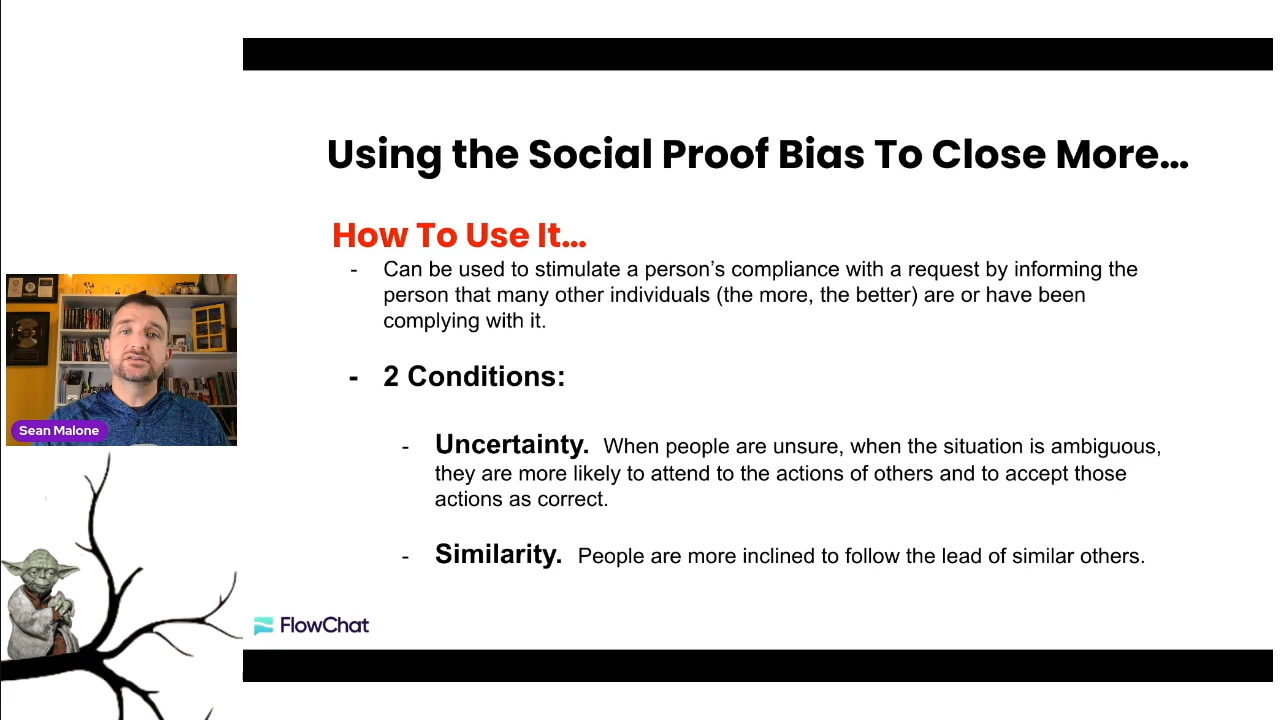 Using the Social Proof Bias To Close More...
How To Use It...
- Can be used to stimulate a person's compliance with a request by informing the
person that many other individuals (the more, the better) are or have been
complying with it.
- 2 Conditions:
- Uncertainty. When people are unsure, when the situation is ambiguous,
they are more likely to attend to the actions of others and to accept those
actions as correct.
- Similarity. People are more inclined to follow the lead of similar others.
Sean Malone
FlowChat